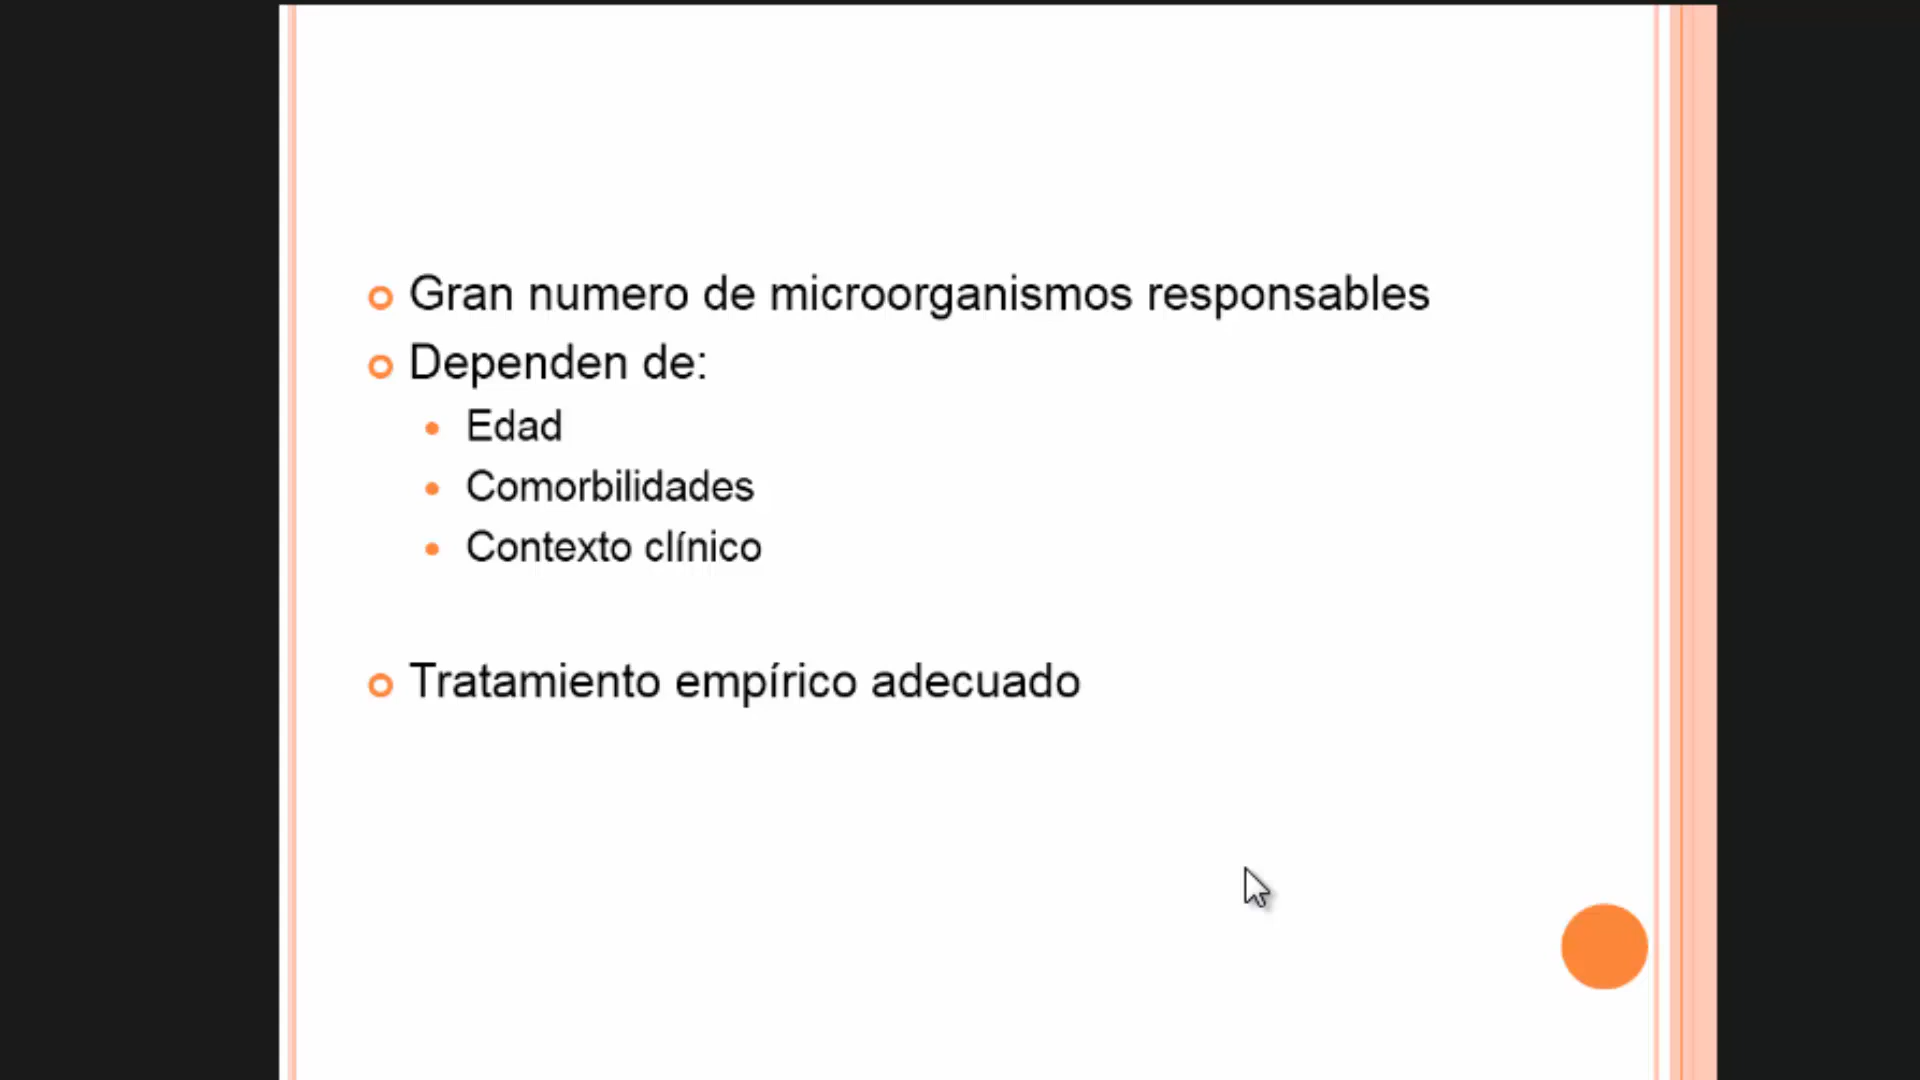 Gran numero de microorganismos responsables
Dependen de:
Edad
Comorbilidades
Contexto clínico
Tratamiento empírico adecuado